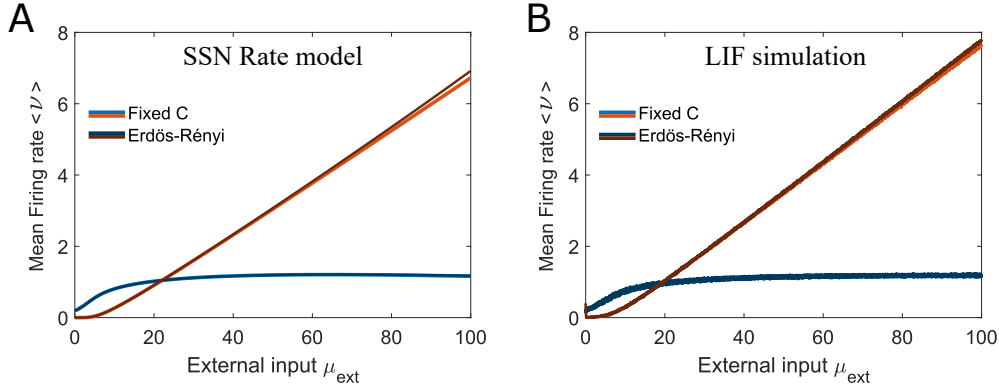 A
SSN Rate model
Mean Firing rate <𝒱>
8
6
4
2
0
Fixed C
Erdös-Rényi
0 20 40 60 80 100
External input μext
B
LIF simulation
Mean Firing rate <𝒱>
8
6
4
2
0
Fixed C
Erdös-Rényi
0 20 40 60 80 100
External input μext